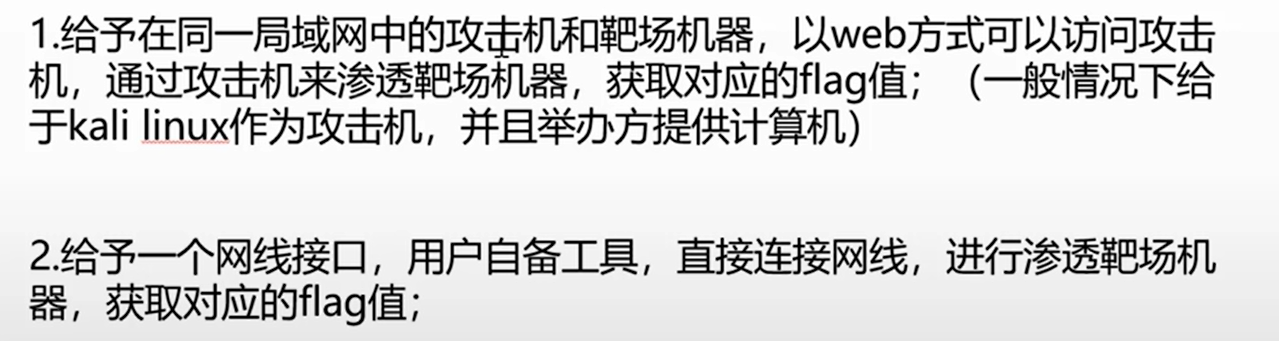 1.给予在同一局域网中的攻击机和靶场机器，以web方式可以访问攻击
机，通过攻击机来渗透靶场机器，获取对应的flag值；（一般情况下给
于kali linux作为攻击机，并且举办方提供计算机）
2.给予一个网线接口，用户自备工具，直接连接网线，进行渗透靶场机
器，获取对应的flag值；